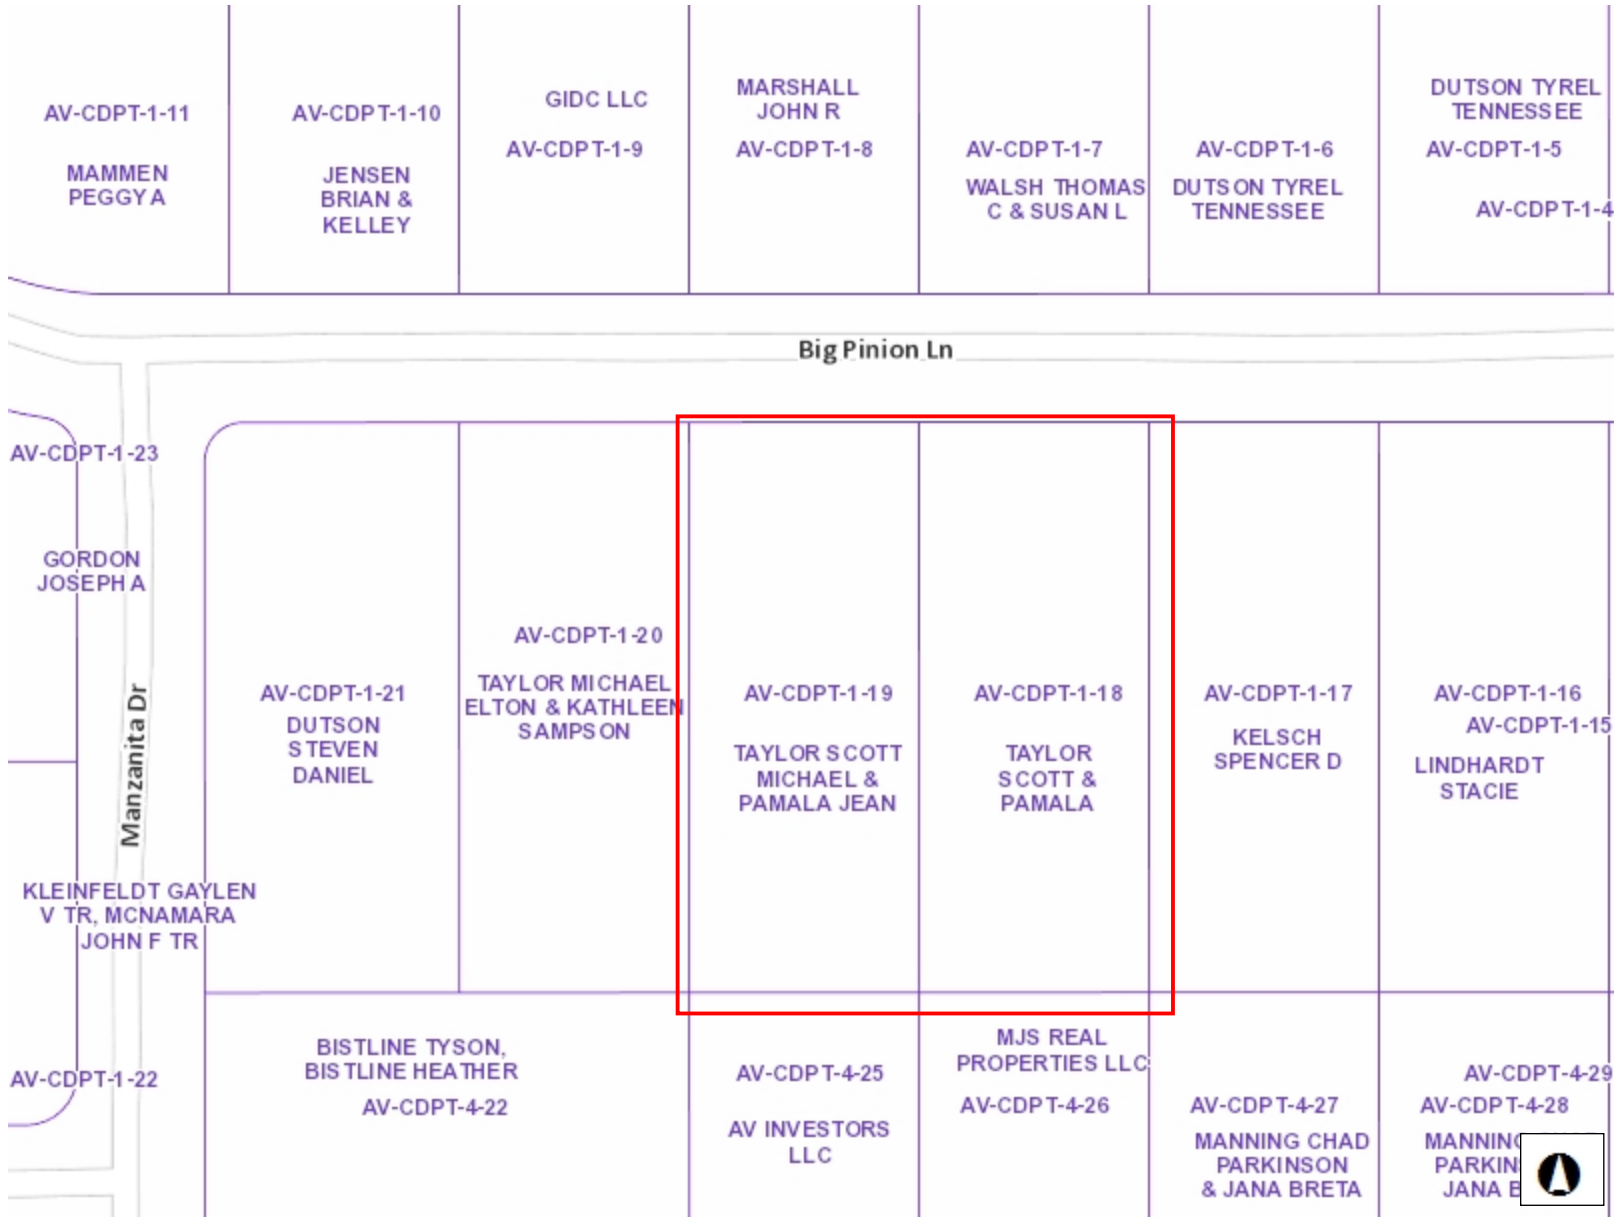 AV-CDPT-1-11
MAMMEN
PEGGY A
AV-CDPT-1-10
JENSEN
BRIAN &
KELLEY
GIDC LLC
AV-CDPT-1-9
MARSHALL
JOHN R
AV-CDPT-1-8
AV-CDPT-1-7
WALSH THOMAS
C & SUSAN L
AV-CDPT-1-6
DUTSON TYREL
TENNESSEE
DUTSON TYREL
TENNESSEE
AV-CDPT-1-5
AV-CDPT-1-4
Big Pinion Ln
AV-CDPT-1-23
GORDON
JOSEPH A
Manzanita Dr
AV-CDPT-1-21
DUTSON
STEVEN
DANIEL
AV-CDPT-1-20
TAYLOR MICHAEL
ELTON & KATHLEEN
SAMPSON
AV-CDPT-1-19
TAYLOR SCOTT
MICHAEL &
PAMALA JEAN
AV-CDPT-1-18
TAYLOR
SCOTT &
PAMALA
AV-CDPT-1-17
KELSCH
SPENCER D
AV-CDPT-1-16
AV-CDPT-1-15
LINDHARDT
STACIE
KLEINFELDT GAYLEN
V TR, MCNAMARA
JOHN F TR
AV-CDPT-1-22
BISTLINE TYSON,
BISTLINE HEATHER
AV-CDPT-4-22
AV-CDPT-4-25
AV INVESTORS
LLC
MJS REAL
PROPERTIES LLC
AV-CDPT-4-26
AV-CDPT-4-27
MANNING CHAD
PARKINSON
& JANA BRETA
AV-CDPT-4-29
AV-CDPT-4-28
JANA